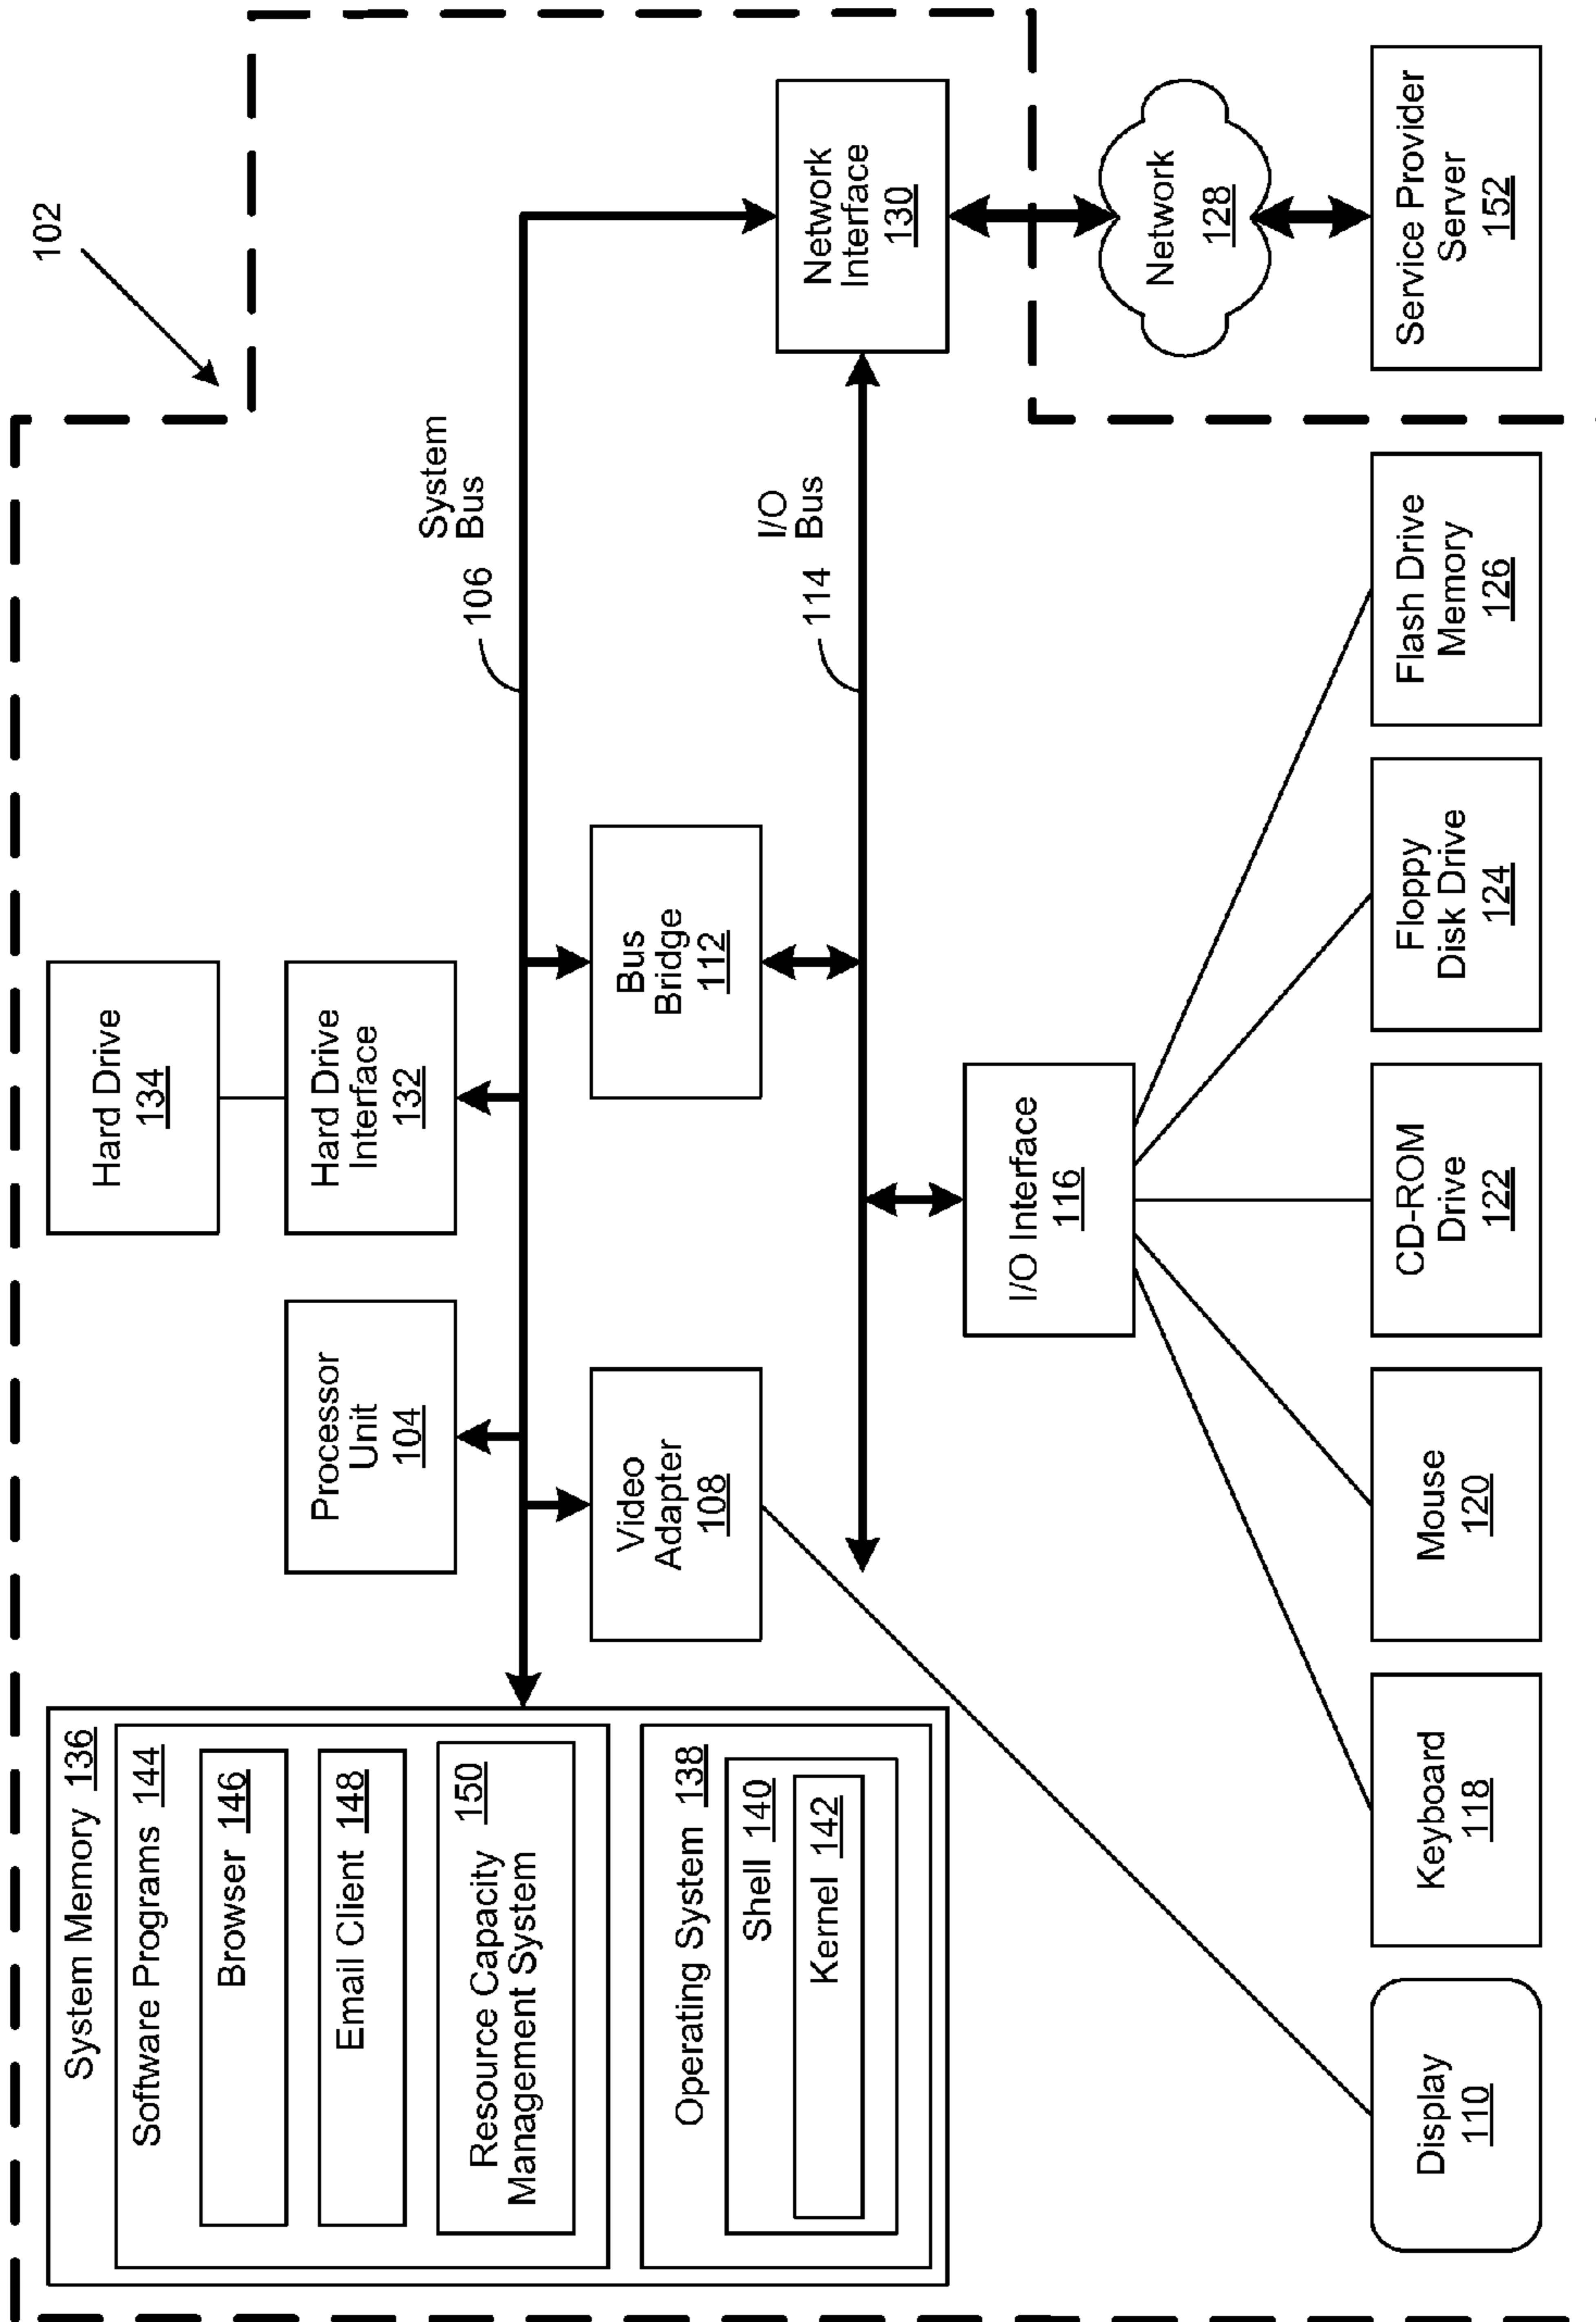 102
System Memory 136
Software Programs 144
Browser 146
Email Client 148
Resource Capacity
Management System
150
Operating System 138
Shell 140
Kernel 142
Processor
Unit
104
Hard Drive
134
Hard Drive
Interface
132
System
Bus
106
Video
Adapter
108
Bus
Bridge
112
I/O
Bus
114
Network
Interface
130
I/O Interface
116
Network
128
Display
110
Keyboard
118
Mouse
120
CD-ROM
Drive
122
Floppy
Disk Drive
124
Flash Drive
Memory
126
Service Provider
Server
152